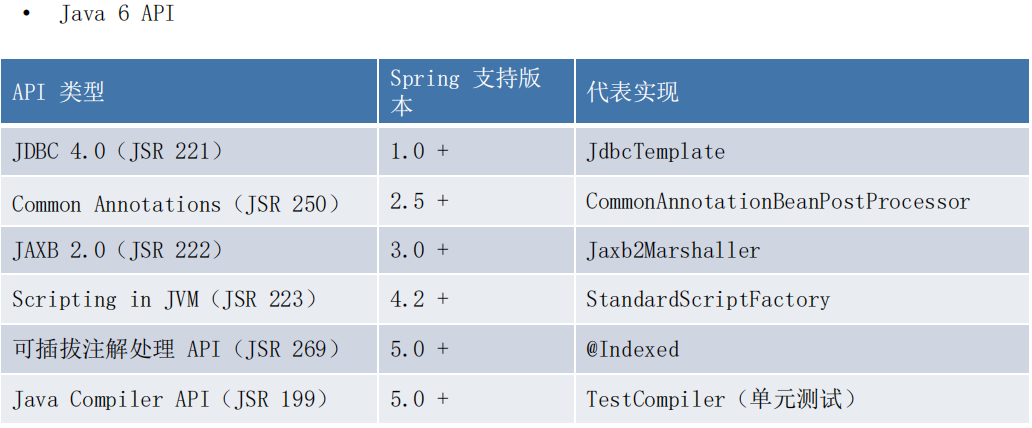 • Java 6 API
API 类型
Spring 支持版
本
代表实现
JDBC 4.0（JSR 221）
1.0 +
JdbcTemplate
Common Annotations（JSR 250）
2.5 +
CommonAnnotationBeanPostProcessor
JAXB 2.0（JSR 222）
3.0 +
Jaxb2Marshaller
Scripting in JVM（JSR 223）
4.2 +
StandardScriptFactory
可插拔注解处理 API（JSR 269）
5.0 +
@Indexed
Java Compiler API（JSR 199）
5.0 +
TestCompiler（单元测试）